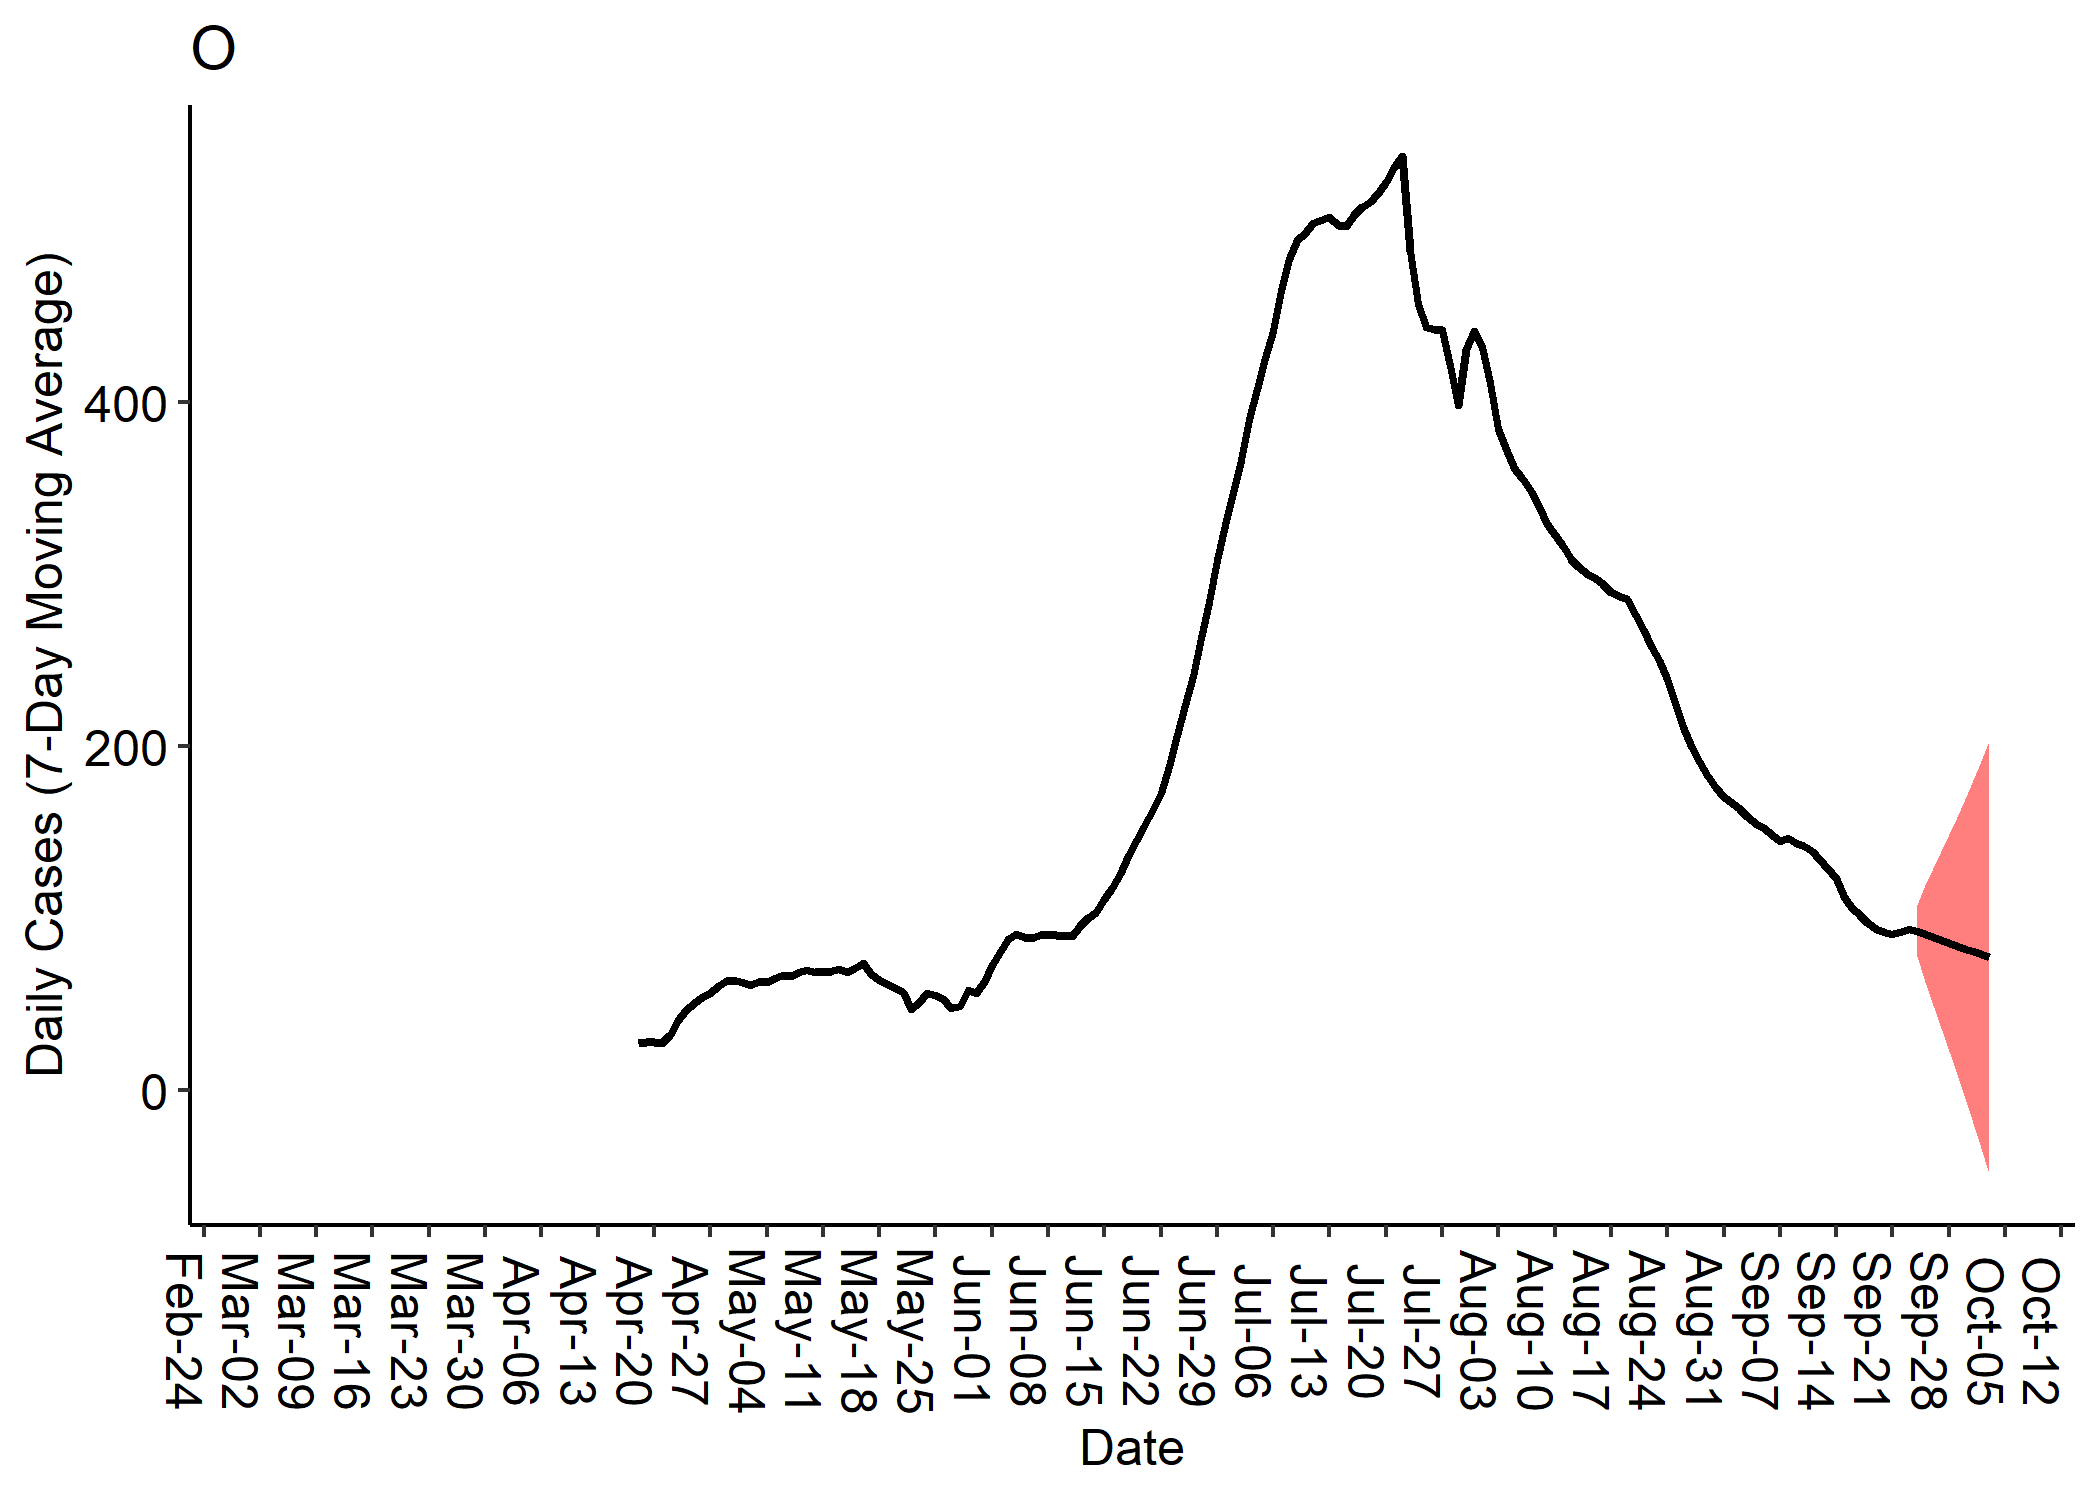 O
Daily Cases (7-Day Moving Average)
400
200
0
Feb-24
Mar-02
Mar-09
Mar-16
Mar-23
Mar-30
Apr-06
Apr-13
Apr-20
Apr-27
May-04
May-11
May-18
May-25
Jun-01
Jun-08
Jun-15
Jun-22
Jun-29
Jul-06
Jul-13
Jul-20
Jul-27
Aug-03
Aug-10
Aug-17
Aug-24
Aug-31
Sep-07
Sep-14
Sep-21
Sep-28
Oct-05
Oct-12
Date